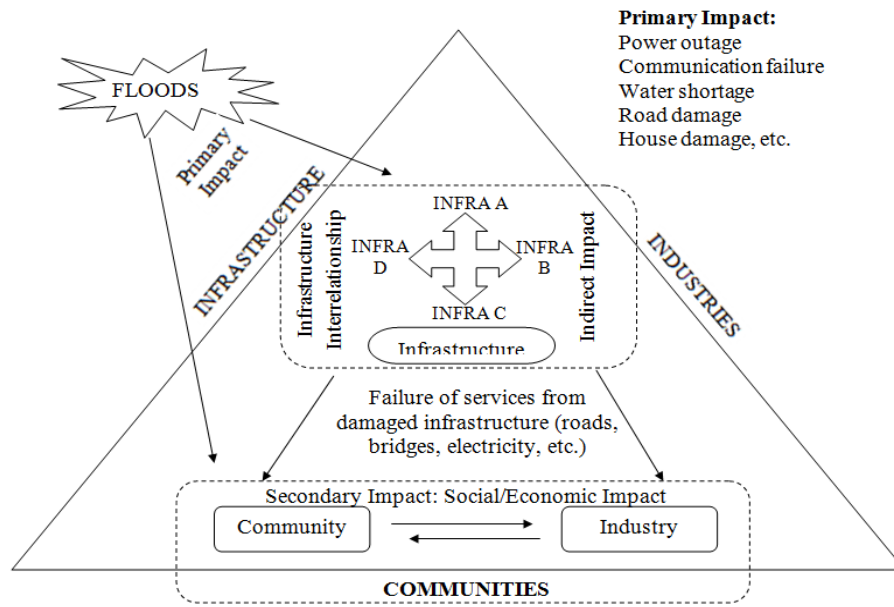 Primary Impact:
Power outage
Communication failure
Water shortage
Road damage
House damage, etc.
FLOODS
Primary
Impact
INFRASTRUCTURE
INDUSTRIES
Infrastructure
Interrelationship
INFRA A
INFRA
D
INFRA
B
INFRA C
Indirect Impact
Infrastructure
Failure of services from
damaged infrastructure (roads,
bridges, electricity, etc.)
Secondary Impact: Social/Economic Impact
Community
Industry
COMMUNITIES